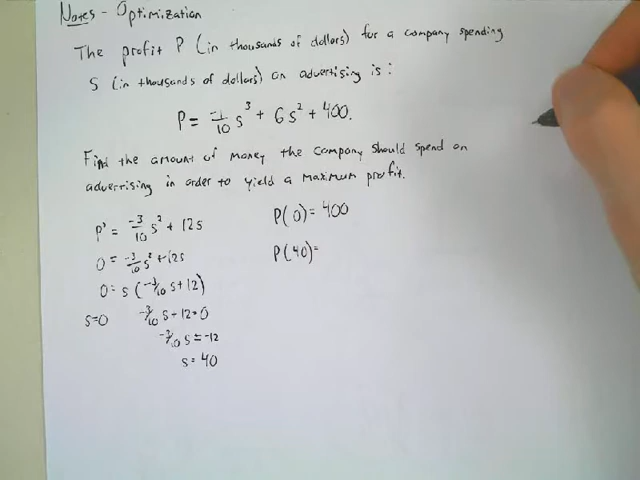 Notes - Optimization
The profit P (in thousands of dollars) for a company spending
S (in thousands of dollars) on advertising is:
P = -1/10 s³ + 6s² + 400.
Find the amount of money the company should spend on
advertising in order to yield a maximum profit.
P' = -3/10 s² + 12s
0 = -3/10 s² + 12s
0 = s(-3/10 s + 12)
s=0 -3/10 s + 12 = 0
-3/10 s = -12
s = 40
P(0) = 400
P(40) =